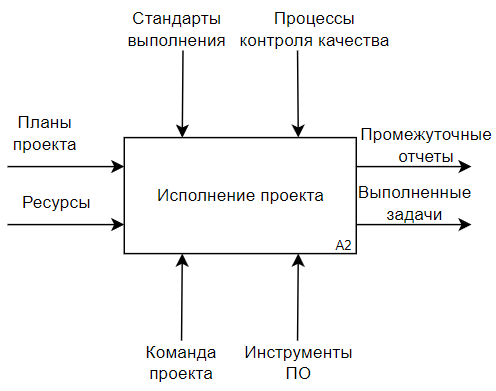 Стандарты
выполнения
Процессы
контроля качества
Планы
проекта
Ресурсы
Исполнение проекта
A2
Промежуточные
отчеты
Выполненные
задачи
Команда
проекта
Инструменты
ПО